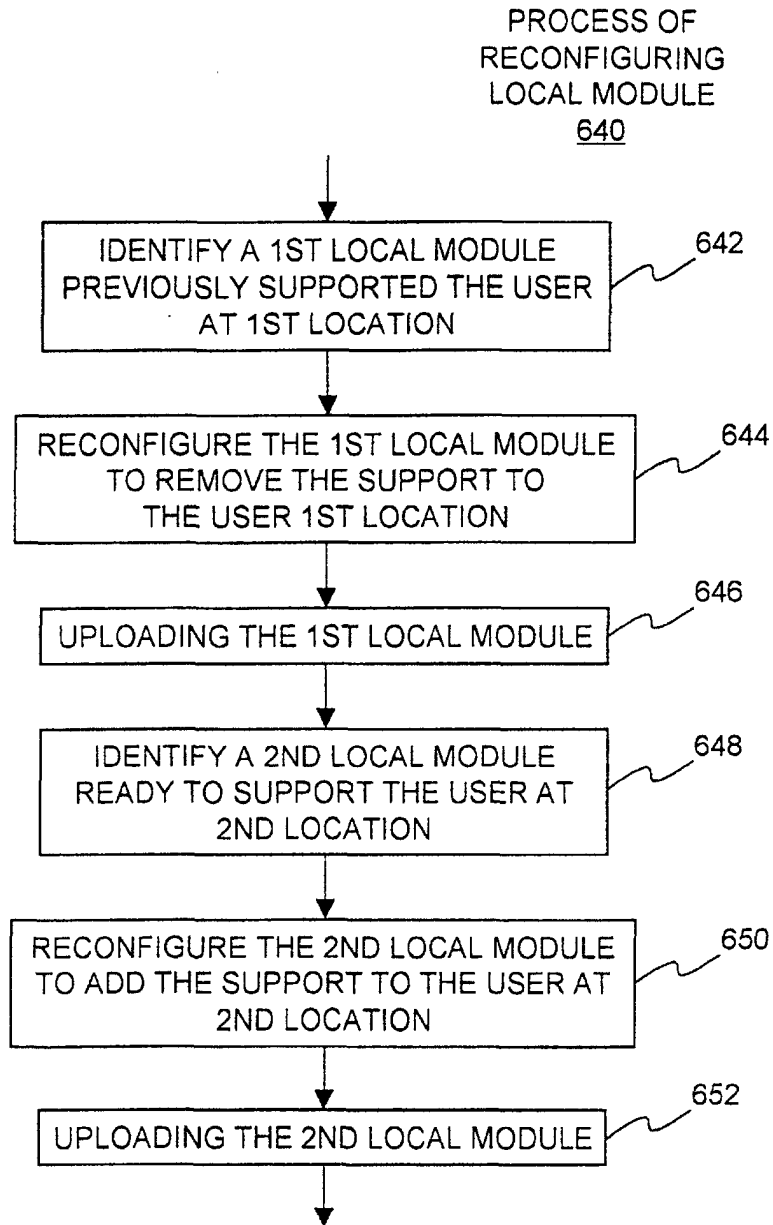 PROCESS OF
RECONFIGURING
LOCAL MODULE
640
IDENTIFY A 1ST LOCAL MODULE
PREVIOUSLY SUPPORTED THE USER
AT 1ST LOCATION
642
RECONFIGURE THE 1ST LOCAL MODULE
TO REMOVE THE SUPPORT TO
THE USER 1ST LOCATION
644
UPLOADING THE 1ST LOCAL MODULE
646
IDENTIFY A 2ND LOCAL MODULE
READY TO SUPPORT THE USER AT
2ND LOCATION
648
RECONFIGURE THE 2ND LOCAL MODULE
TO ADD THE SUPPORT TO THE USER AT
2ND LOCATION
650
UPLOADING THE 2ND LOCAL MODULE
652